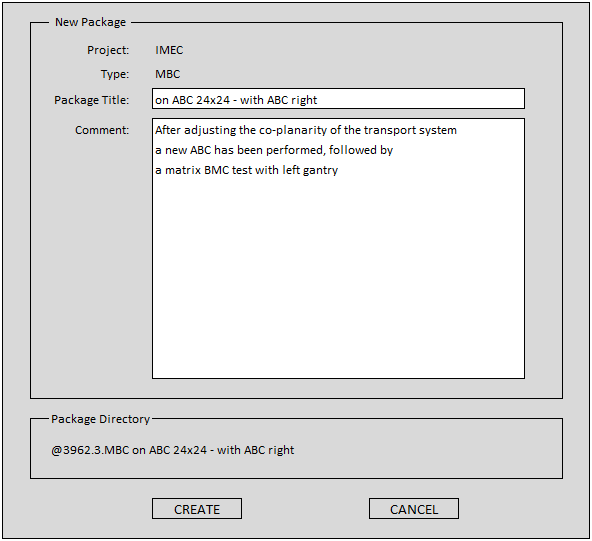 New Package
Project: IMEC
Type: MBC
Package Title: on ABC 24x24 - with ABC right
Comment: After adjusting the co-planarity of the transport system
a new ABC has been performed, followed by
a matrix BMC test with left gantry
Package Directory
@3962.3.MBC on ABC 24x24 - with ABC right
CREATE CANCEL